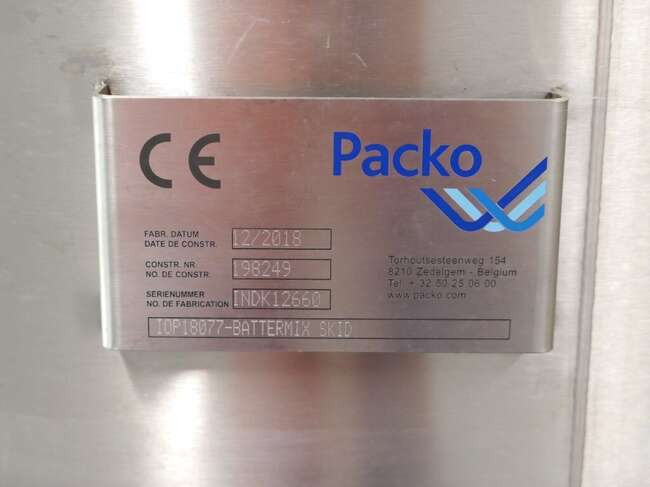 CE
Packo
FABR. DATUM
DATE DE CONSTR.
12/2018
CONSTR. NR.
NO. DE CONSTR.
198249
SERIENUMMER
NO. DE FABRICATION
INDK12660
IOP18077-BATTERMIX SKID
Torhoutsesteenweg 154
8210 Zedelgem - Belgium
Tel. + 32 50 25 06 00
www.packo.com